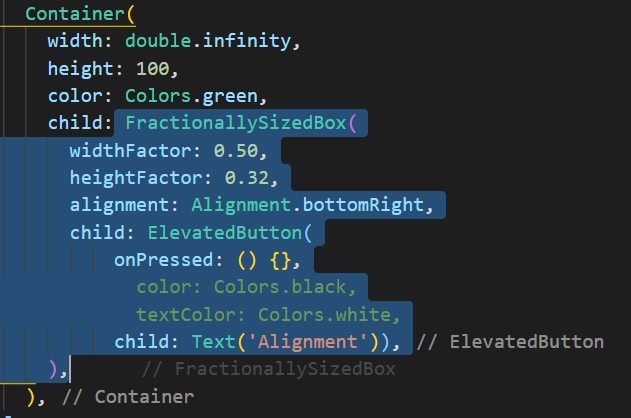 Container(
width: double.infinity,
height: 100,
color: Colors.green,
child: FractionallySizedBox(
widthFactor: 0.50,
heightFactor: 0.32,
alignment: Alignment.bottomRight,
child: ElevatedButton(
onPressed: () {},
color: Colors.black,
textColor: Colors.white,
child: Text('Alignment')), // ElevatedButton
), // FractionallySizedBox
), // Container